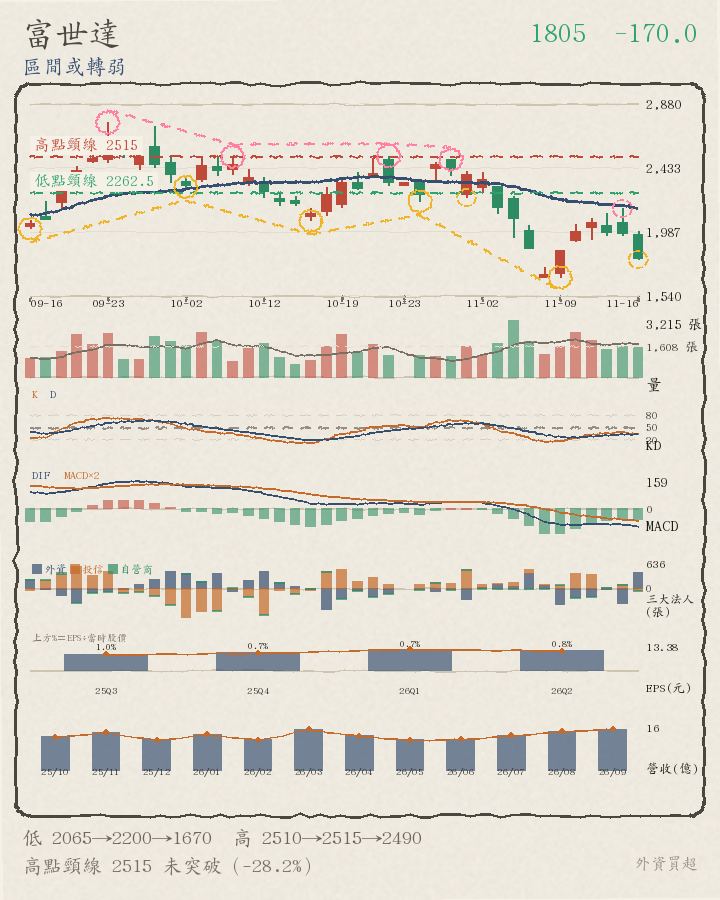 富世達
1805 -170.0
區間或轉弱
2,880
高點頸線 2515
2,433
低點頸線 2262.5
1,987
1,540
09-16 09-23 10-02 10-12 10-19 10-23 11-02 11-09 11-16
3,215 張
1,608 張
量
K D
80
50
20
KD
DIF MACD×2
159
0
MACD
外資 投信 自營商
636
0
三大法人
(張)
上方%=EPS÷當時股價
1.0% 0.7% 0.7% 0.8%
13.38
25Q3 25Q4 26Q1 26Q2
EPS(元)
16
25/10 25/11 25/12 26/01 26/02 26/03 26/04 26/05 26/06 26/07 26/08 26/09
營收(億)
低 2065→2200→1670 高 2510→2515→2490
高點頸線 2515 未突破 (-28.2%)
外資買超